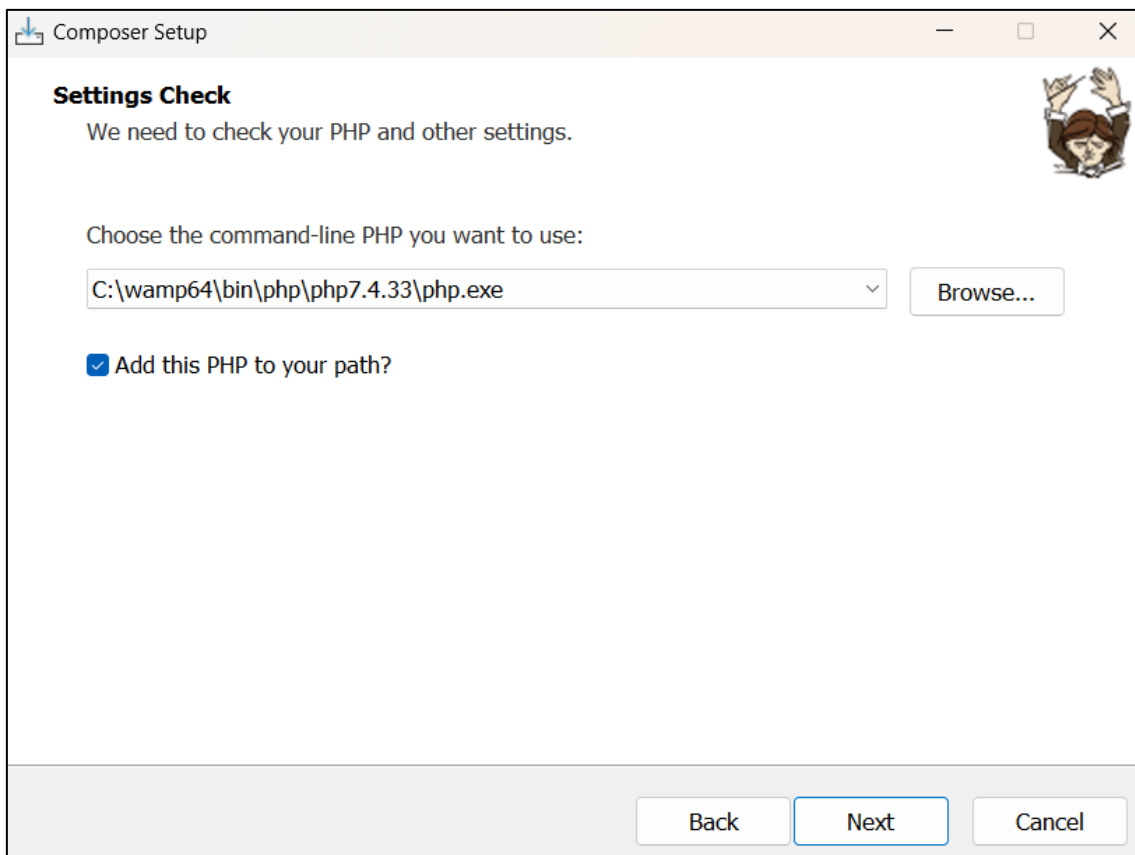 Composer Setup
Settings Check
We need to check your PHP and other settings.
Choose the command-line PHP you want to use:
C:\wamp64\bin\php\php7.4.33\php.exe
Browse...
Add this PHP to your path?
Back
Next
Cancel